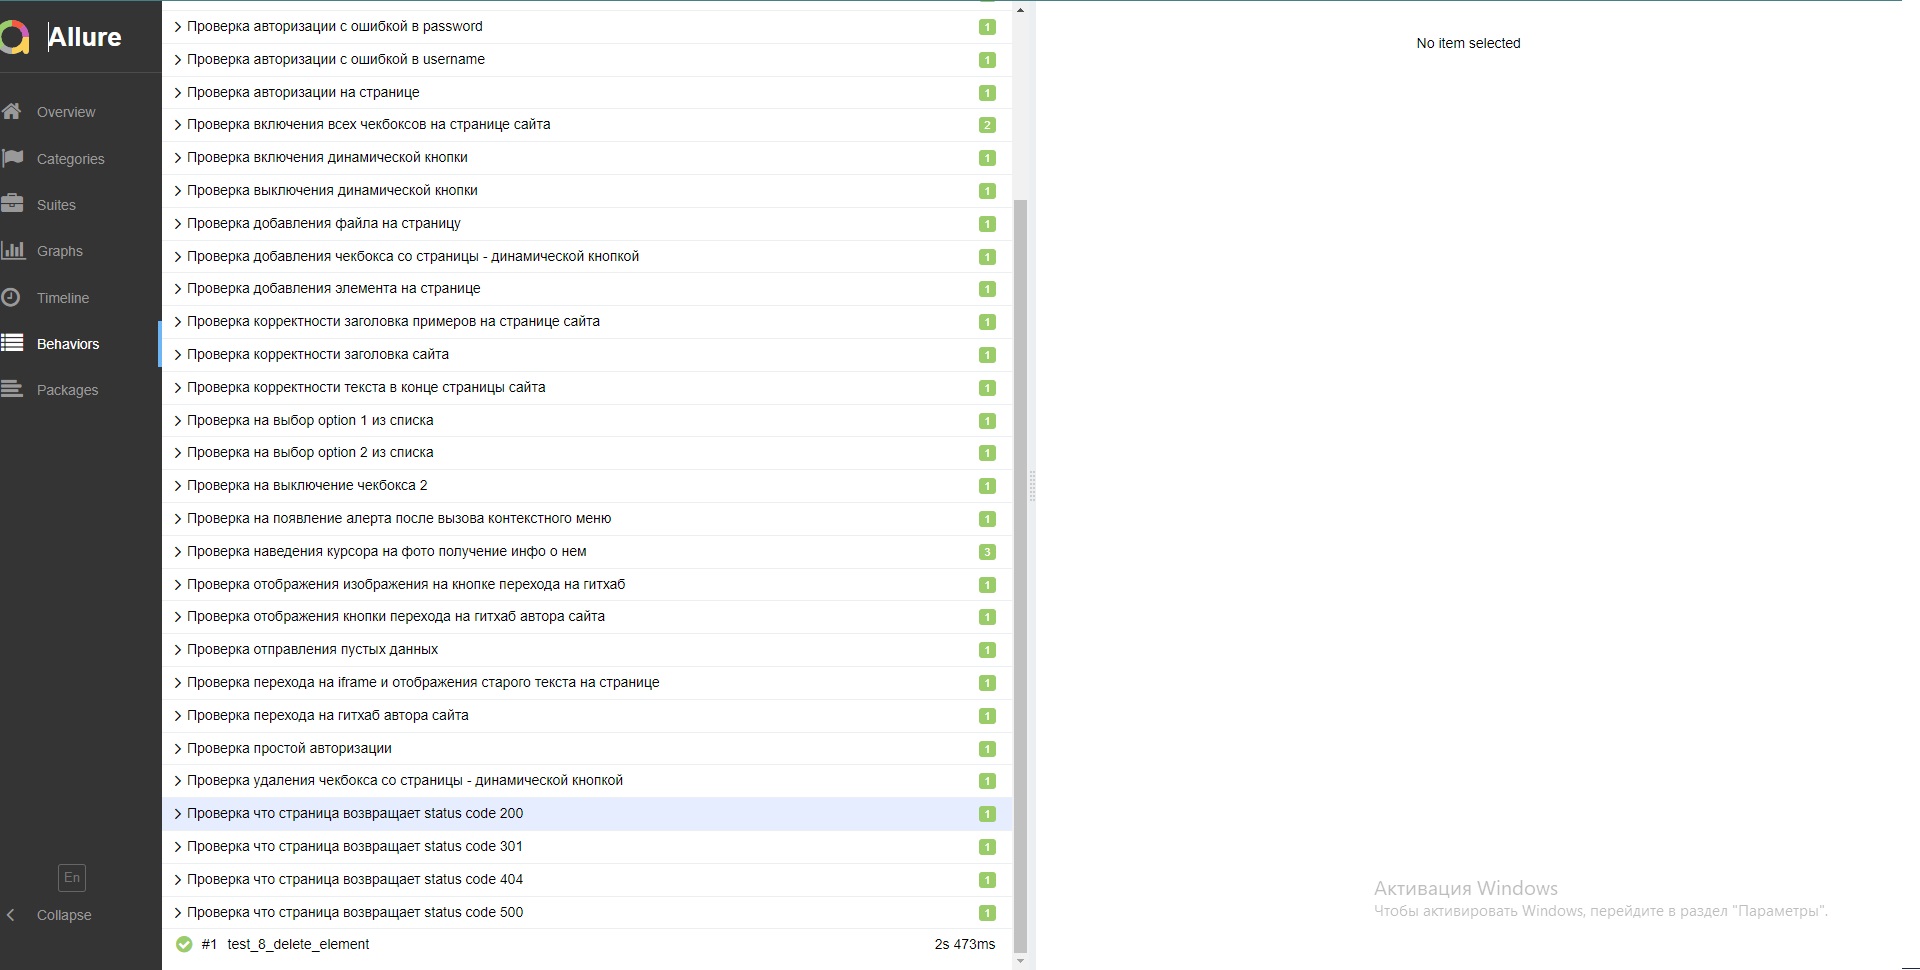 Allure
Overview
Categories
Suites
Graphs
Timeline
Behaviors
Packages
En
Collapse
Проверка авторизации с ошибкой в password 1
Проверка авторизации с ошибкой в username 1
Проверка авторизации на странице 1
Проверка включения всех чекбоксов на странице сайта 2
Проверка включения динамической кнопки 1
Проверка выключения динамической кнопки 1
Проверка добавления файла на страницу 1
Проверка добавления чекбокса со страницы - динамической кнопкой 1
Проверка добавления элемента на странице 1
Проверка корректности заголовка примеров на странице сайта 1
Проверка корректности заголовка сайта 1
Проверка корректности текста в конце страницы сайта 1
Проверка на выбор option 1 из списка 1
Проверка на выбор option 2 из списка 1
Проверка на выключение чекбокса 2 1
Проверка на появление алерта после вызова контекстного меню 1
Проверка наведения курсора на фото получение инфо о нем 3
Проверка отображения изображения на кнопке перехода на гитхаб 1
Проверка отображения кнопки перехода на гитхаб автора сайта 1
Проверка отправления пустых данных 1
Проверка перехода на iframe и отображения старого текста на странице 1
Проверка перехода на гитхаб автора сайта 1
Проверка простой авторизации 1
Проверка удаления чекбокса со страницы - динамической кнопкой 1
Проверка что страница возвращает status code 200 1
Проверка что страница возвращает status code 301 1
Проверка что страница возвращает status code 404 1
Проверка что страница возвращает status code 500 1
#1 test_8_delete_element 2s 473ms
No item selected
Активация Windows
Чтобы активировать Windows, перейдите в раздел "Параметры".